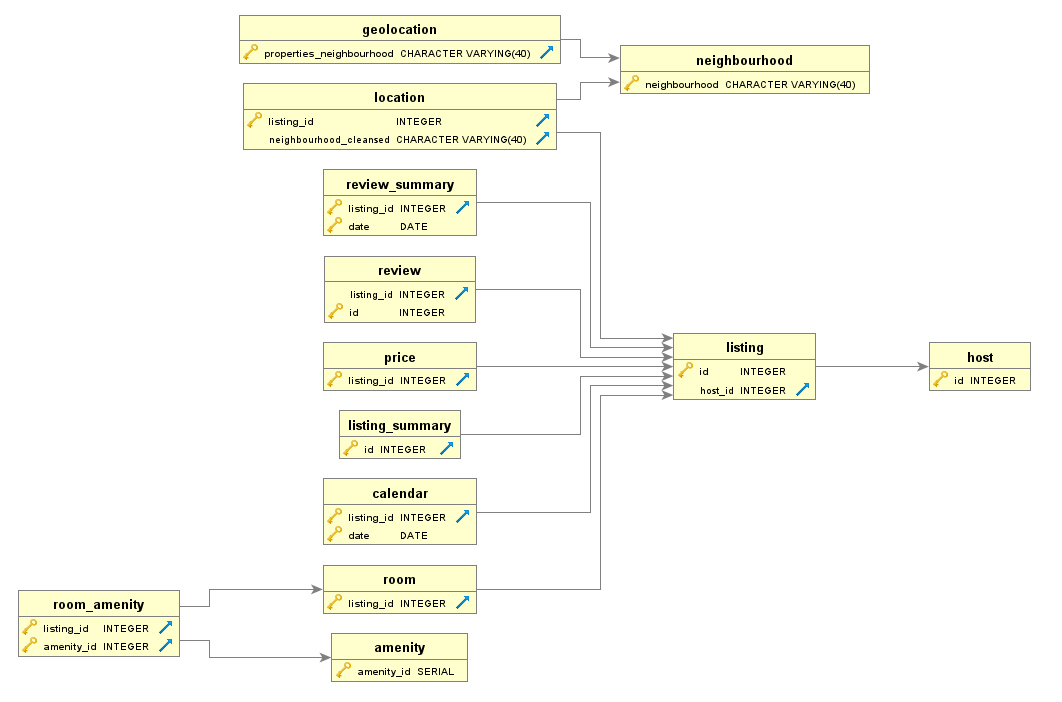 geolocation
properties_neighbourhood CHARACTER VARYING(40)
neighbourhood
neighbourhood CHARACTER VARYING(40)
location
listing_id INTEGER
neighbourhood_cleansed CHARACTER VARYING(40)
review_summary
listing_id INTEGER
date DATE
review
listing_id INTEGER
id INTEGER
price
listing_id INTEGER
listing
id INTEGER
host_id INTEGER
host
id INTEGER
listing_summary
id INTEGER
calendar
listing_id INTEGER
date DATE
room
listing_id INTEGER
room_amenity
listing_id INTEGER
amenity_id INTEGER
amenity
amenity_id SERIAL